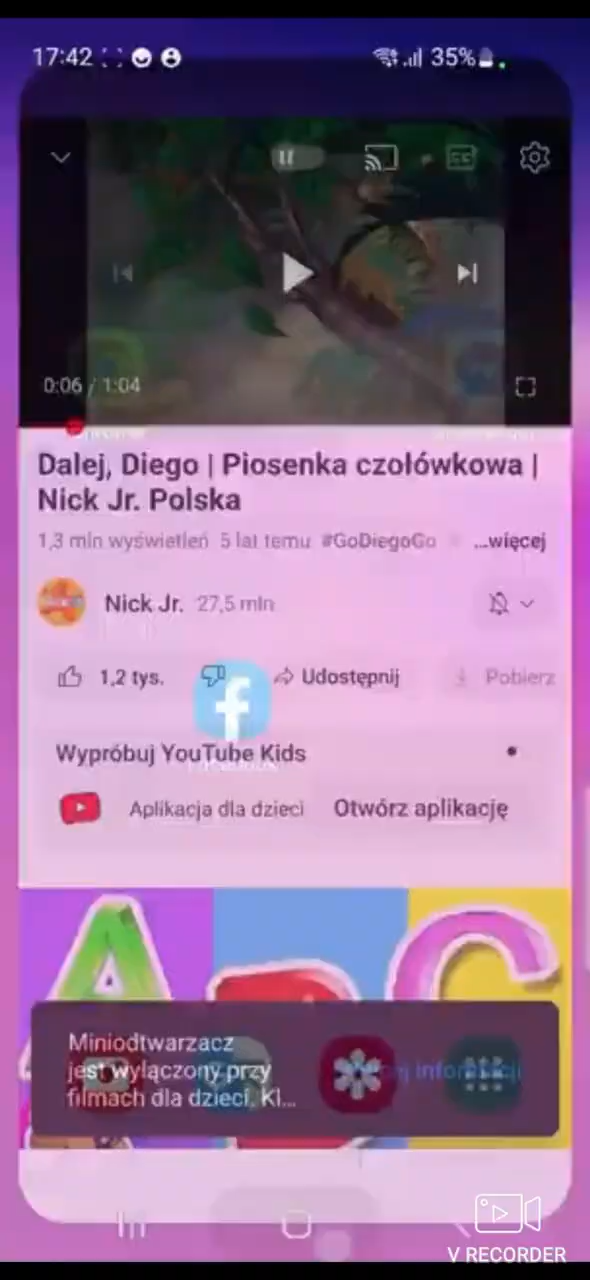 17:42 35%
0:06 / 1:04
Dalej, Diego | Piosenka czołówkowa |
Nick Jr. Polska
1,3 mln wyświetleń 5 lat temu #GoDiegoGo ...więcej
Nick Jr. 27,5 mln
1,2 tys. Udostępnij Pobierz
Wypróbuj YouTube Kids
Aplikacja dla dzieci Otwórz aplikację
A C
Miniodtwarzacz
jest wyłączony przy
filmach dla dzieci. Kl... informacji
V RECORDER